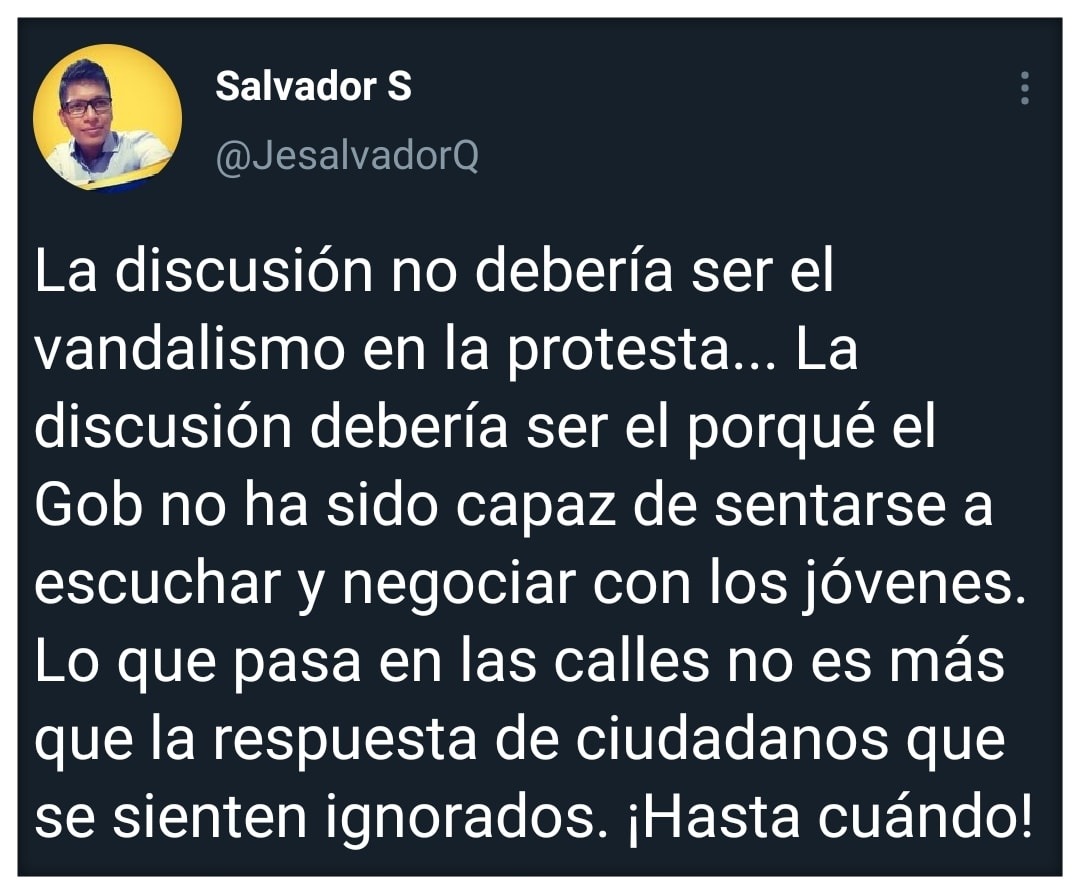 Salvador S
@JesalvadorQ
La discusión no debería ser el
vandalismo en la protesta... La
discusión debería ser el porqué el
Gob no ha sido capaz de sentarse a
escuchar y negociar con los jóvenes.
Lo que pasa en las calles no es más
que la respuesta de ciudadanos que
se sienten ignorados. ¡Hasta cuándo!